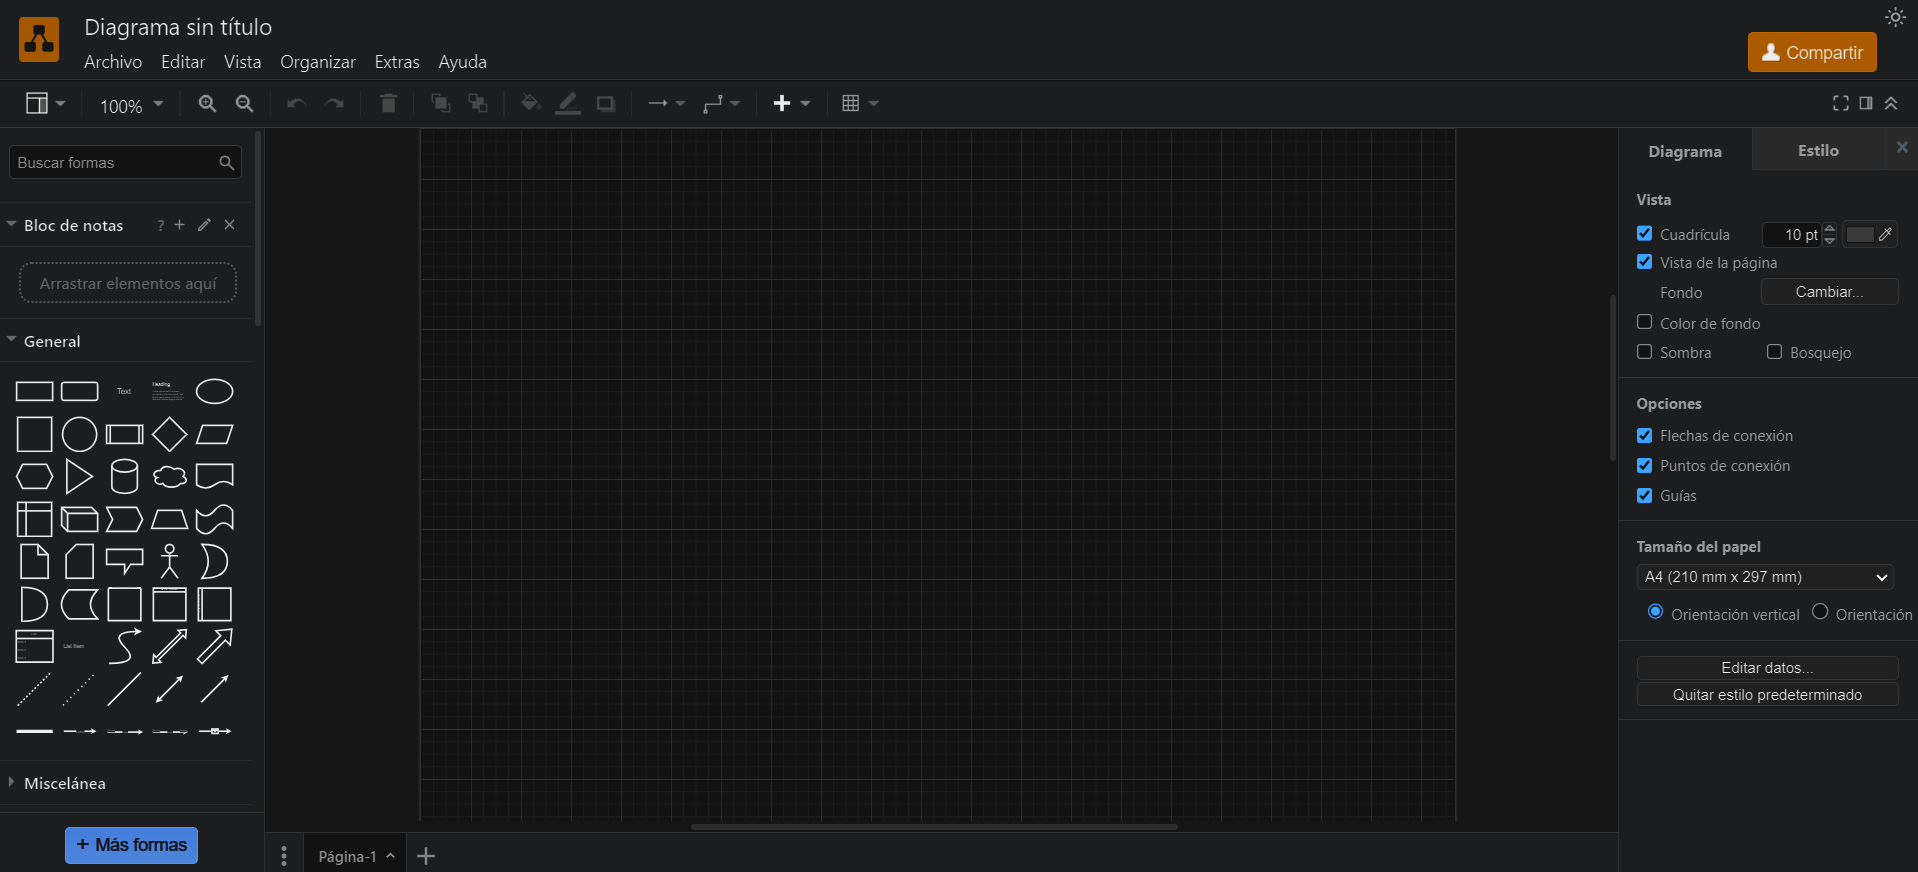 Diagrama sin título
Archivo Editar Vista Organizar Extras Ayuda
Compartir
100%
Buscar formas
Bloc de notas ?
Arrastrar elementos aquí
General
Text
Heading
List Item
Miscelánea
+ Más formas
Página-1
Diagrama Estilo
Vista
Cuadrícula 10 pt
Vista de la página
Fondo Cambiar...
Color de fondo
Sombra Bosquejo
Opciones
Flechas de conexión
Puntos de conexión
Guías
Tamaño del papel
A4 (210 mm x 297 mm)
Orientación vertical Orientación
Editar datos...
Quitar estilo predeterminado